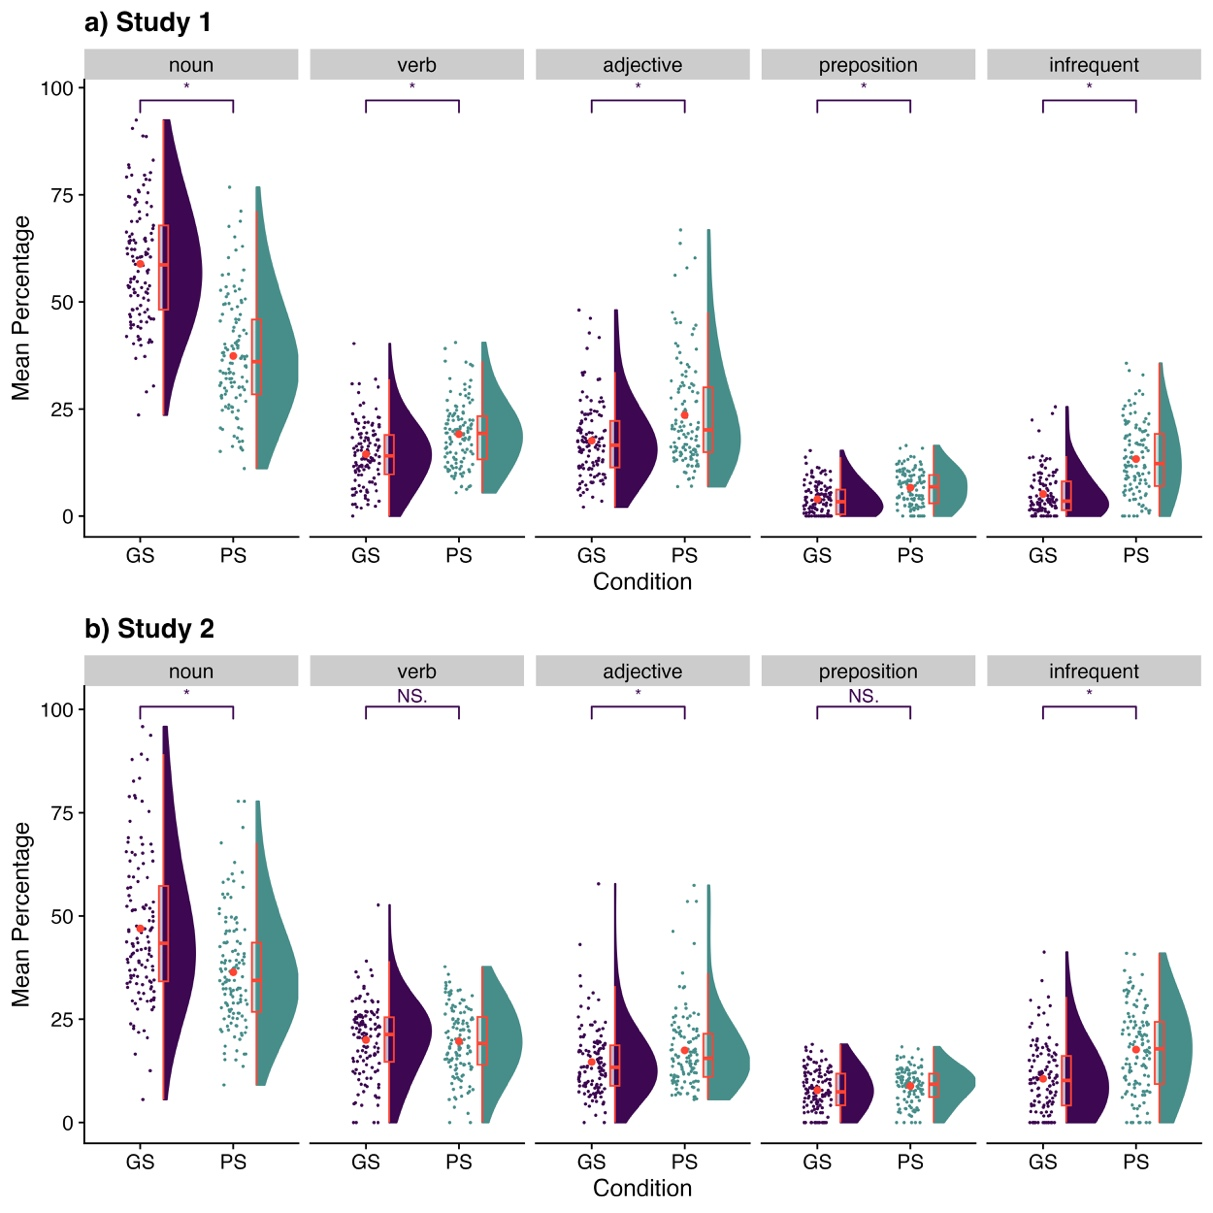 a) Study 1
noun verb adjective preposition infrequent
* * * * *
100
75
50
25
0
Mean Percentage
GS PS GS PS GS PS GS PS GS PS
Condition
b) Study 2
noun verb adjective preposition infrequent
* NS. * NS. *
100
75
50
25
0
Mean Percentage
GS PS GS PS GS PS GS PS GS PS
Condition